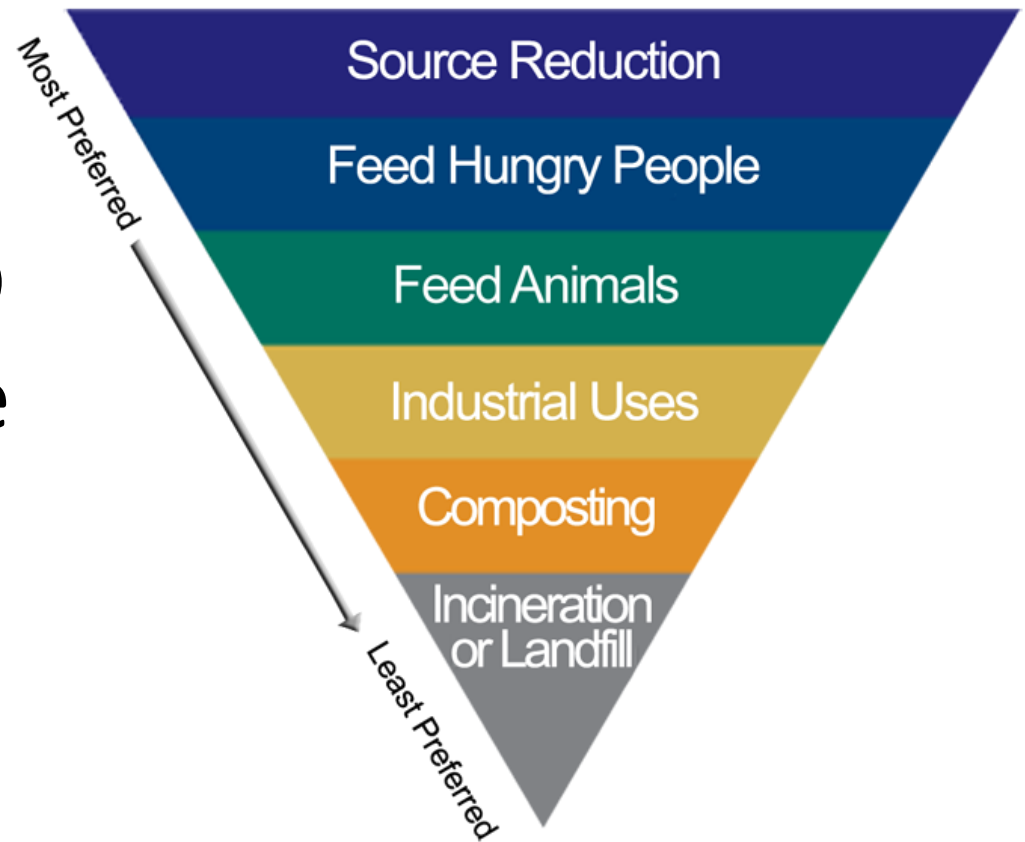 Most Preferred
Source Reduction
Feed Hungry People
Feed Animals
Industrial Uses
Composting
Incineration
or Landfill
Least Preferred